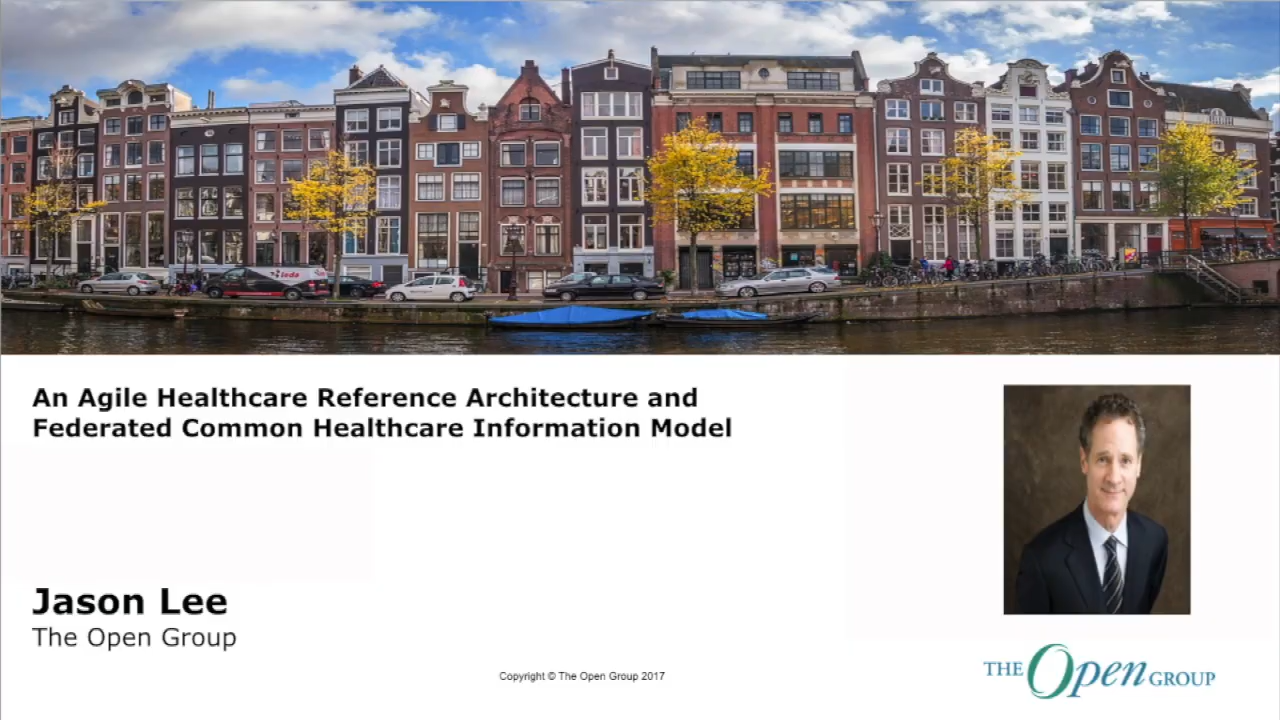 An Agile Healthcare Reference Architecture and
Federated Common Healthcare Information Model
Jason Lee
The Open Group
Copyright © The Open Group 2017
THE Open GROUP